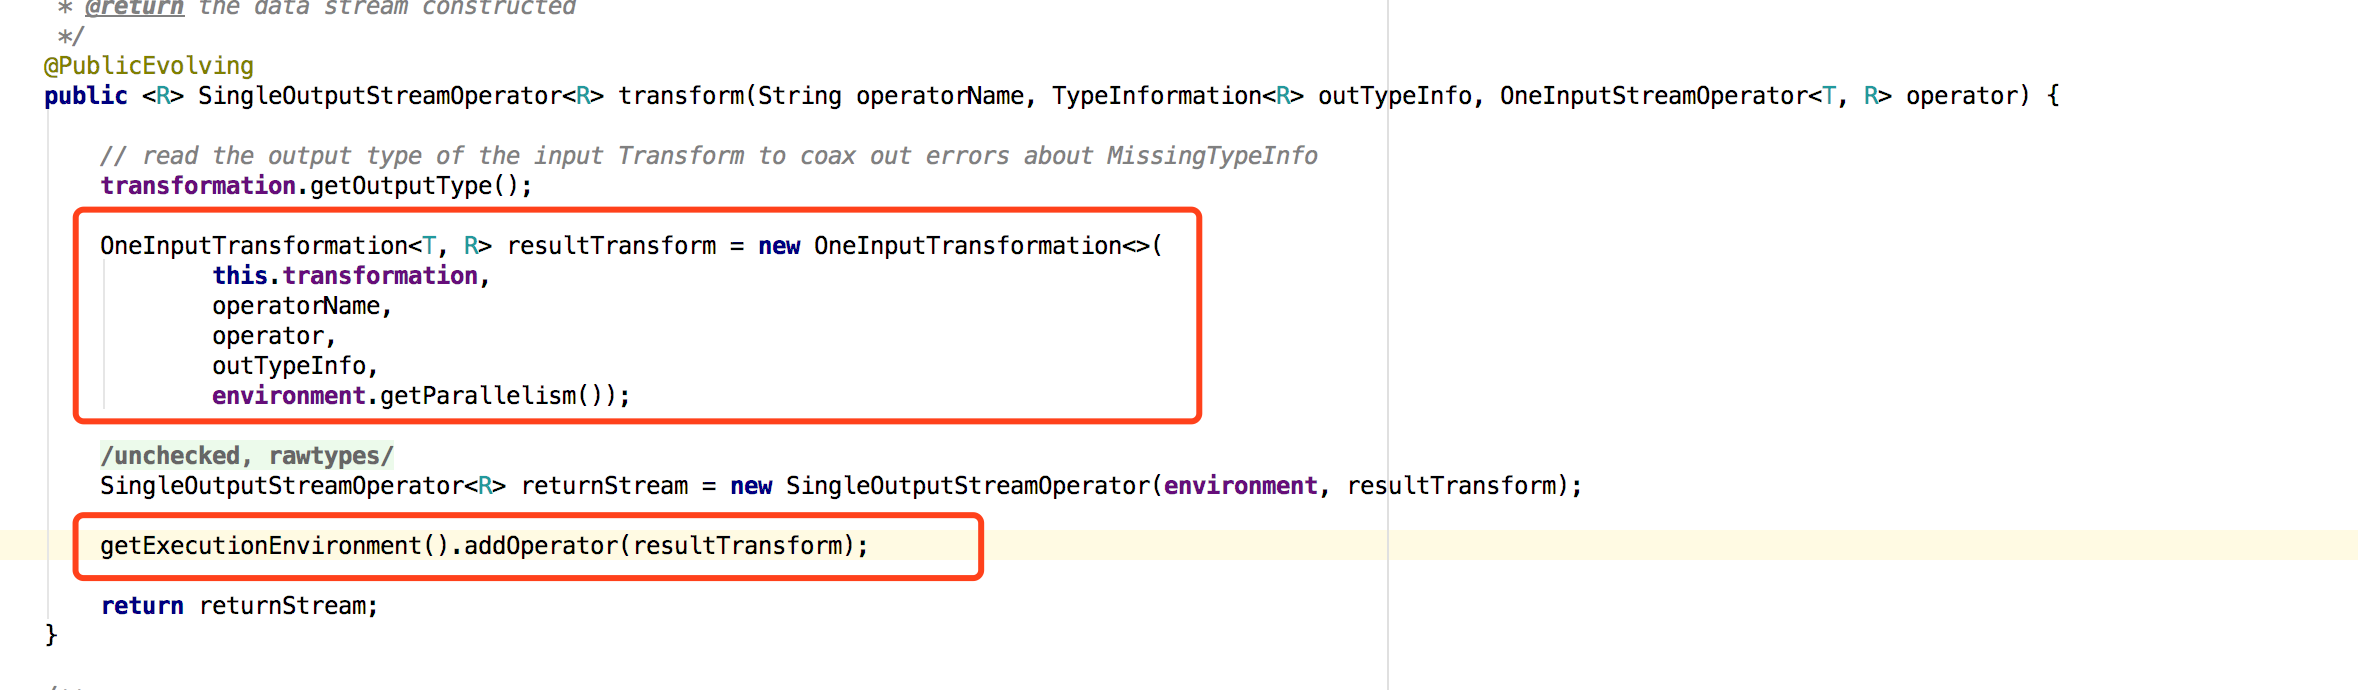 * @return the data stream constructed
*/
@PublicEvolving
public <R> SingleOutputStreamOperator<R> transform(String operatorName, TypeInformation<R> outTypeInfo, OneInputStreamOperator<T, R> operator) {
// read the output type of the input Transform to coax out errors about MissingTypeInfo
transformation.getOutputType();
OneInputTransformation<T, R> resultTransform = new OneInputTransformation<>(
this.transformation,
operatorName,
operator,
outTypeInfo,
environment.getParallelism());
/unchecked, rawtypes/
SingleOutputStreamOperator<R> returnStream = new SingleOutputStreamOperator(environment, resultTransform);
getExecutionEnvironment().addOperator(resultTransform);
return returnStream;
}